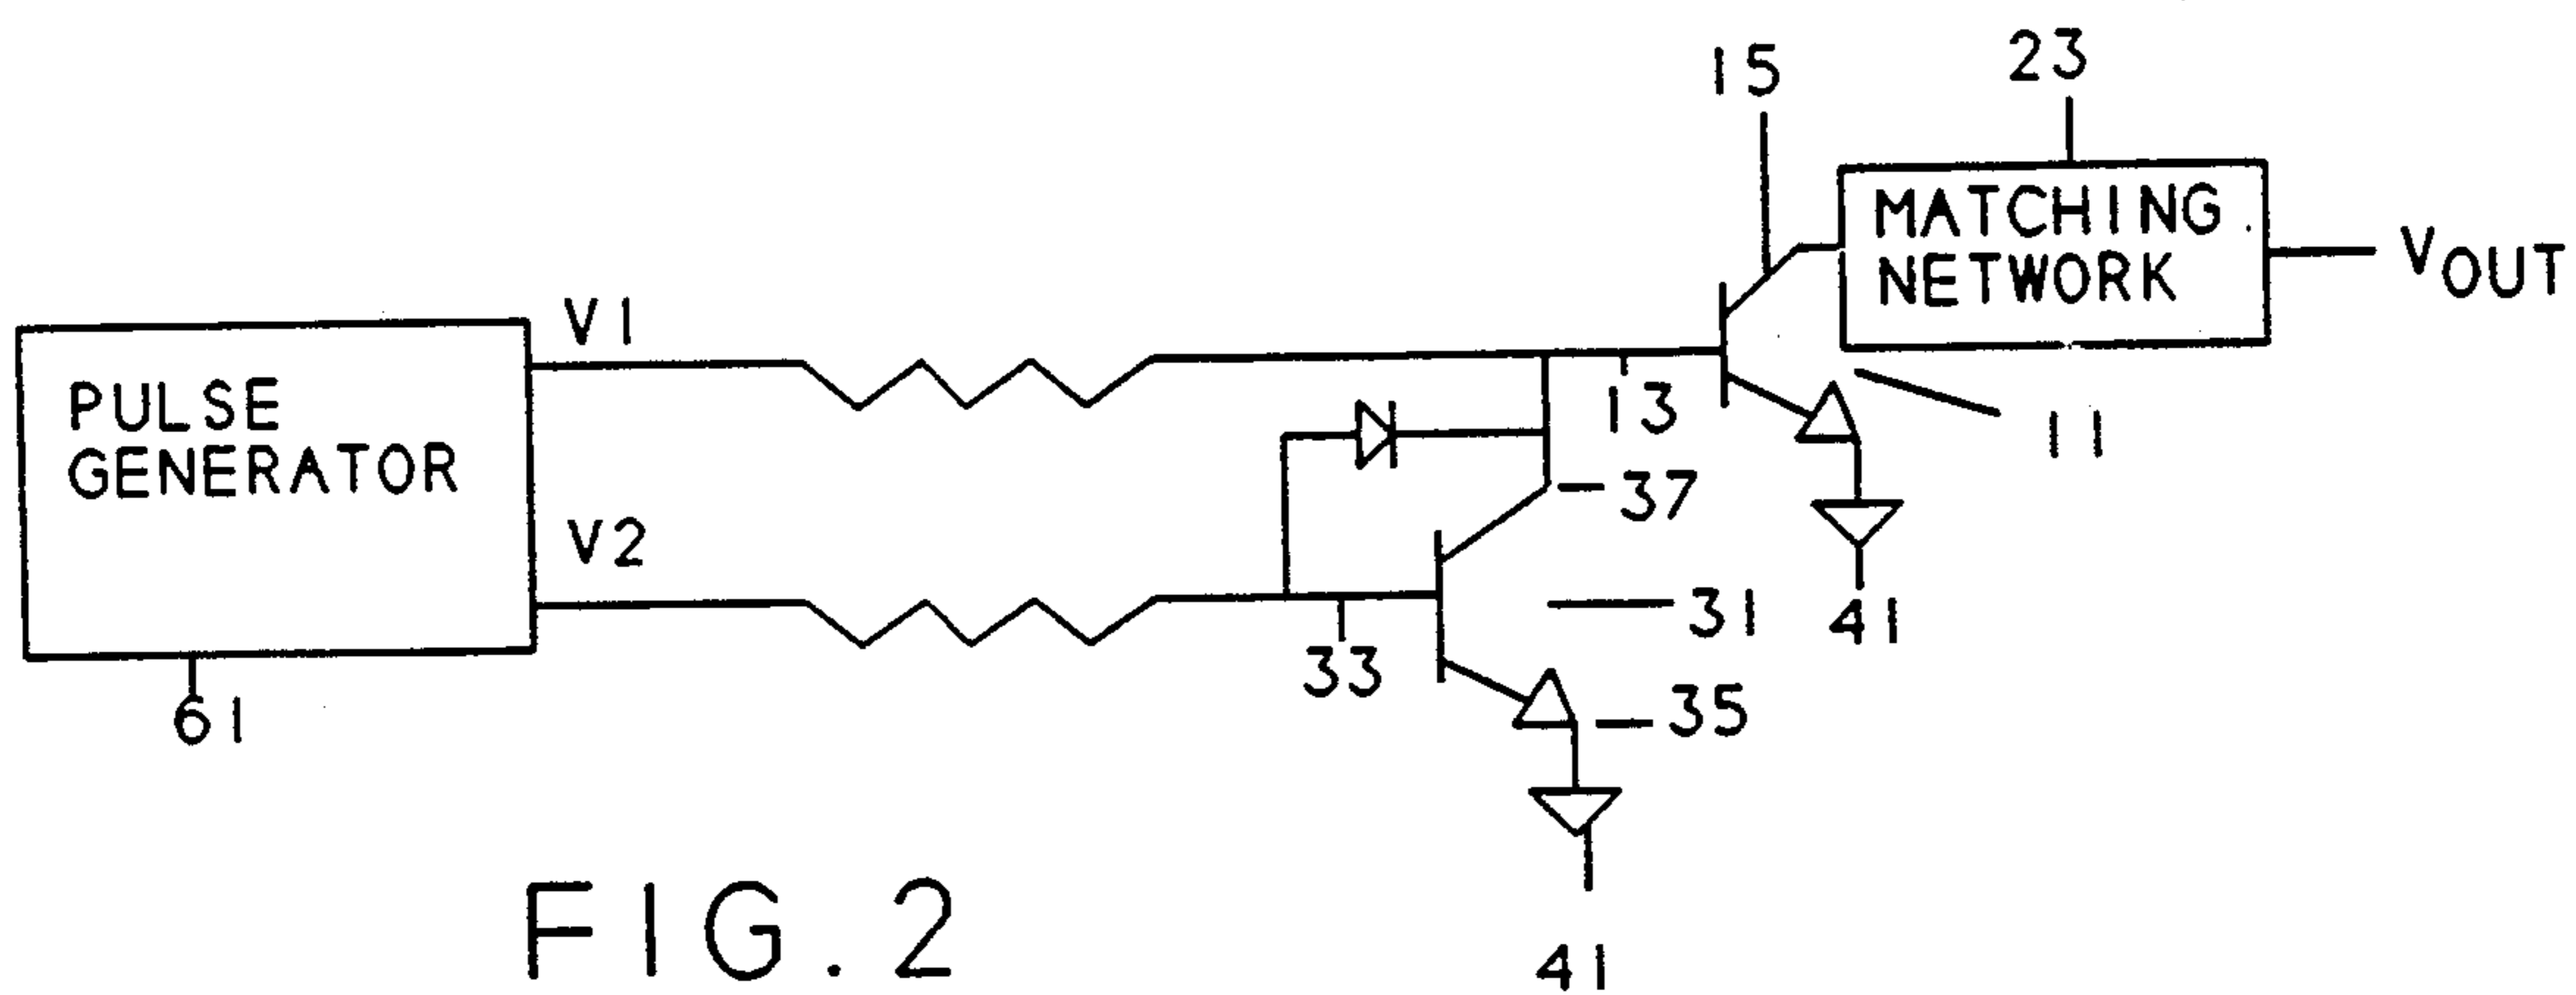 15
23
MATCHING
NETWORK
VOUT
V1
PULSE
GENERATOR
13
11
37
V2
31
41
33
35
61
FIG.2
41